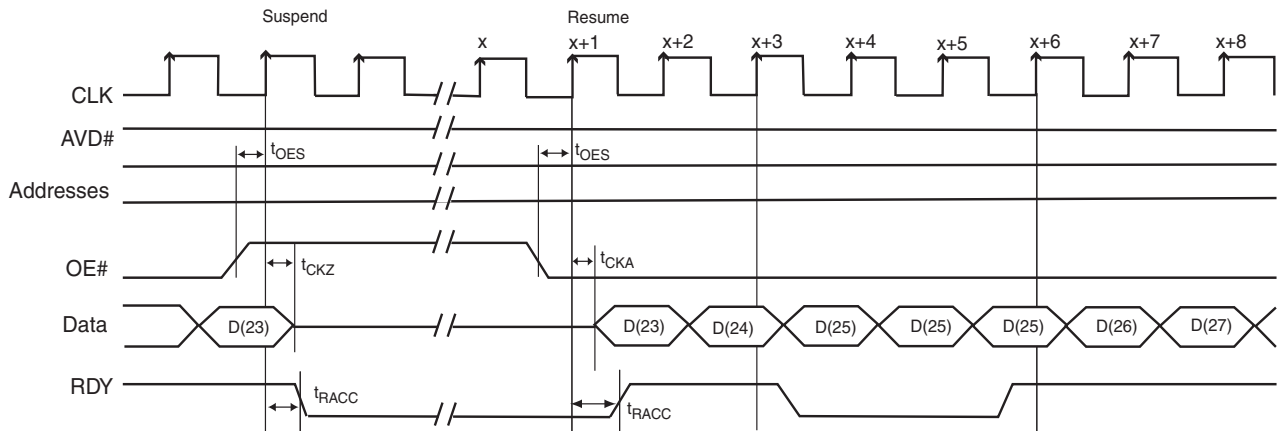 Suspend Resume
x x+1 x+2 x+3 x+4 x+5 x+6 x+7 x+8
CLK
AVD#
tOES tOES
Addresses
OE# tCKZ tCKA
Data D(23) D(23) D(24) D(25) D(25) D(25) D(26) D(27)
RDY tRACC tRACC